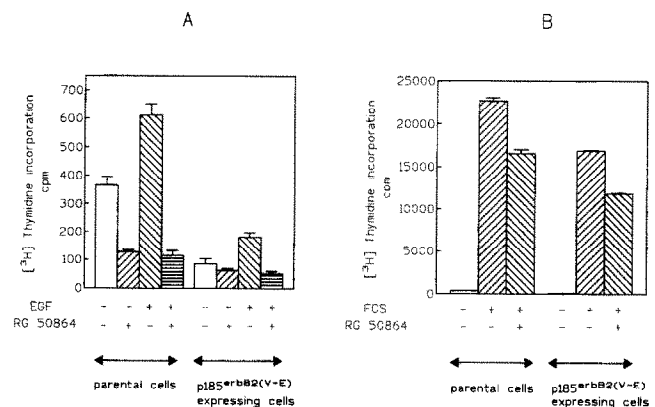 A
[³H] Thymidine incorporation
cpm
700
600
500
400
300
200
100
0
EGF - - + + - - + +
RG 50864 - + - + - + - +
parental cells
p185erbB2(V-E)
expressing cells
B
[³H] Thymidine incorporation
cpm
25000
20000
15000
10000
5000
0
FCS - + + - + +
RG 50864 - - + - - +
parental cells
p185erbB2(V-E)
expressing cells